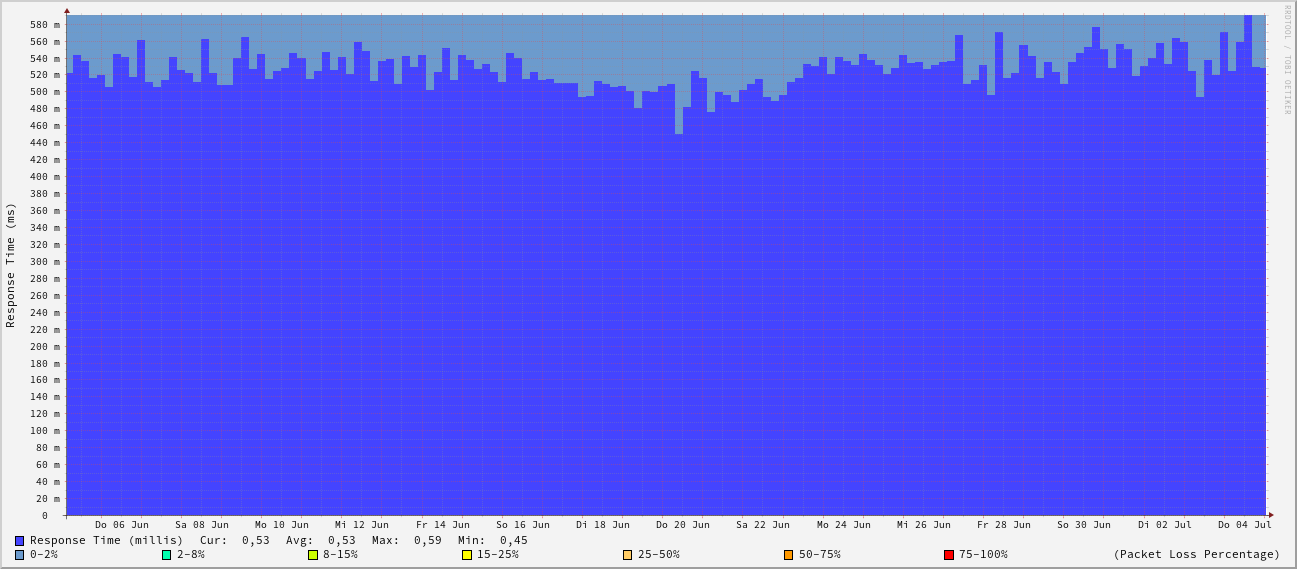 RRDTOOL / TOBI OETIKER
Response Time (ms)
580 m
560 m
540 m
520 m
500 m
480 m
460 m
440 m
420 m
400 m
380 m
360 m
340 m
320 m
300 m
280 m
260 m
240 m
220 m
200 m
180 m
160 m
140 m
120 m
100 m
80 m
60 m
40 m
20 m
0
Do 06 Jun Sa 08 Jun Mo 10 Jun Mi 12 Jun Fr 14 Jun So 16 Jun Di 18 Jun Do 20 Jun Sa 22 Jun Mo 24 Jun Mi 26 Jun Fr 28 Jun So 30 Jun Di 02 Jul Do 04 Jul
Response Time (millis) Cur: 0,53 Avg: 0,53 Max: 0,59 Min: 0,45
0-2% 2-8% 8-15% 15-25% 25-50% 50-75% 75-100% (Packet Loss Percentage)